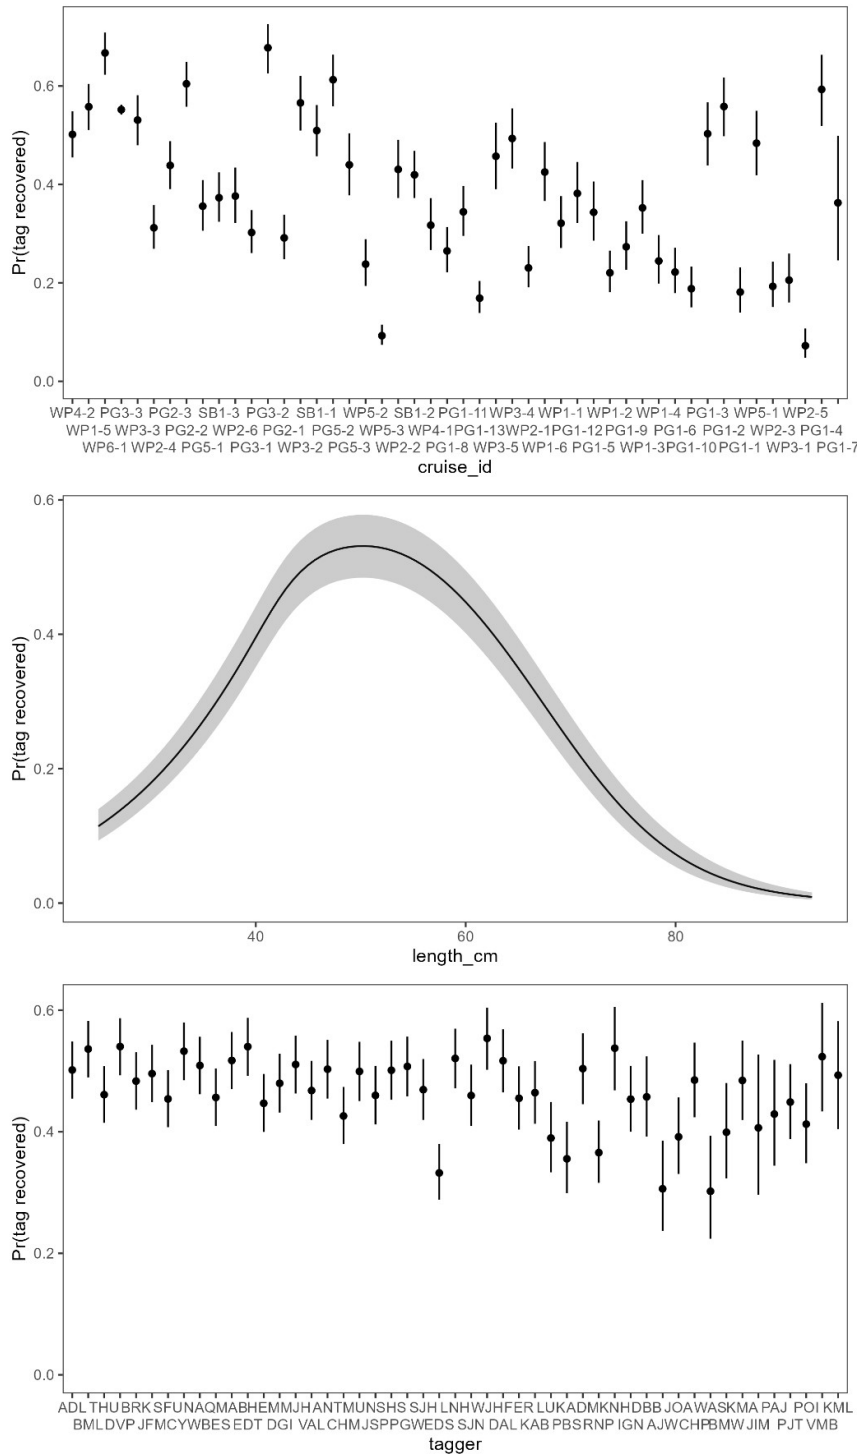 Pr(tag recovered)
0.6
0.4
0.2
0.0
WP4-2 PG3-3 PG2-3 SB1-3 PG3-2 SB1-1 WP5-2 SB1-2 PG1-11 WP3-4 WP1-1 WP1-2 WP1-4 PG1-3 WP5-1 WP2-5
WP1-5 WP3-3 PG2-2 WP2-6 PG2-1 PG5-2 WP5-3 WP4-1 PG1-13 WP2-1 PG1-12 PG1-9 PG1-6 PG1-2 WP2-3 PG1-4
WP6-1 WP2-4 PG5-1 PG3-1 WP3-2 PG5-3 WP2-2 PG1-8 WP3-5 WP1-6 PG1-5 WP1-3 PG1-10 PG1-1 WP3-1 PG1-7
cruise_id
Pr(tag recovered)
0.6
0.4
0.2
0.0
40 60 80
length_cm
Pr(tag recovered)
0.6
0.4
0.2
0.0
ADL THU BRK SFU NAQ MAB HEM MJH ANT MUN SHS SJH LNH WJH FER LUK ADM KNH DBB JOA WAS KMA PAJ POI KML
BML DVP JFM CYW BES EDT DGI VAL CHM JSP PGW EDS SJN DAL KAB PBS RNP IGN AJW CHP BMW JIM PJT VMB
tagger